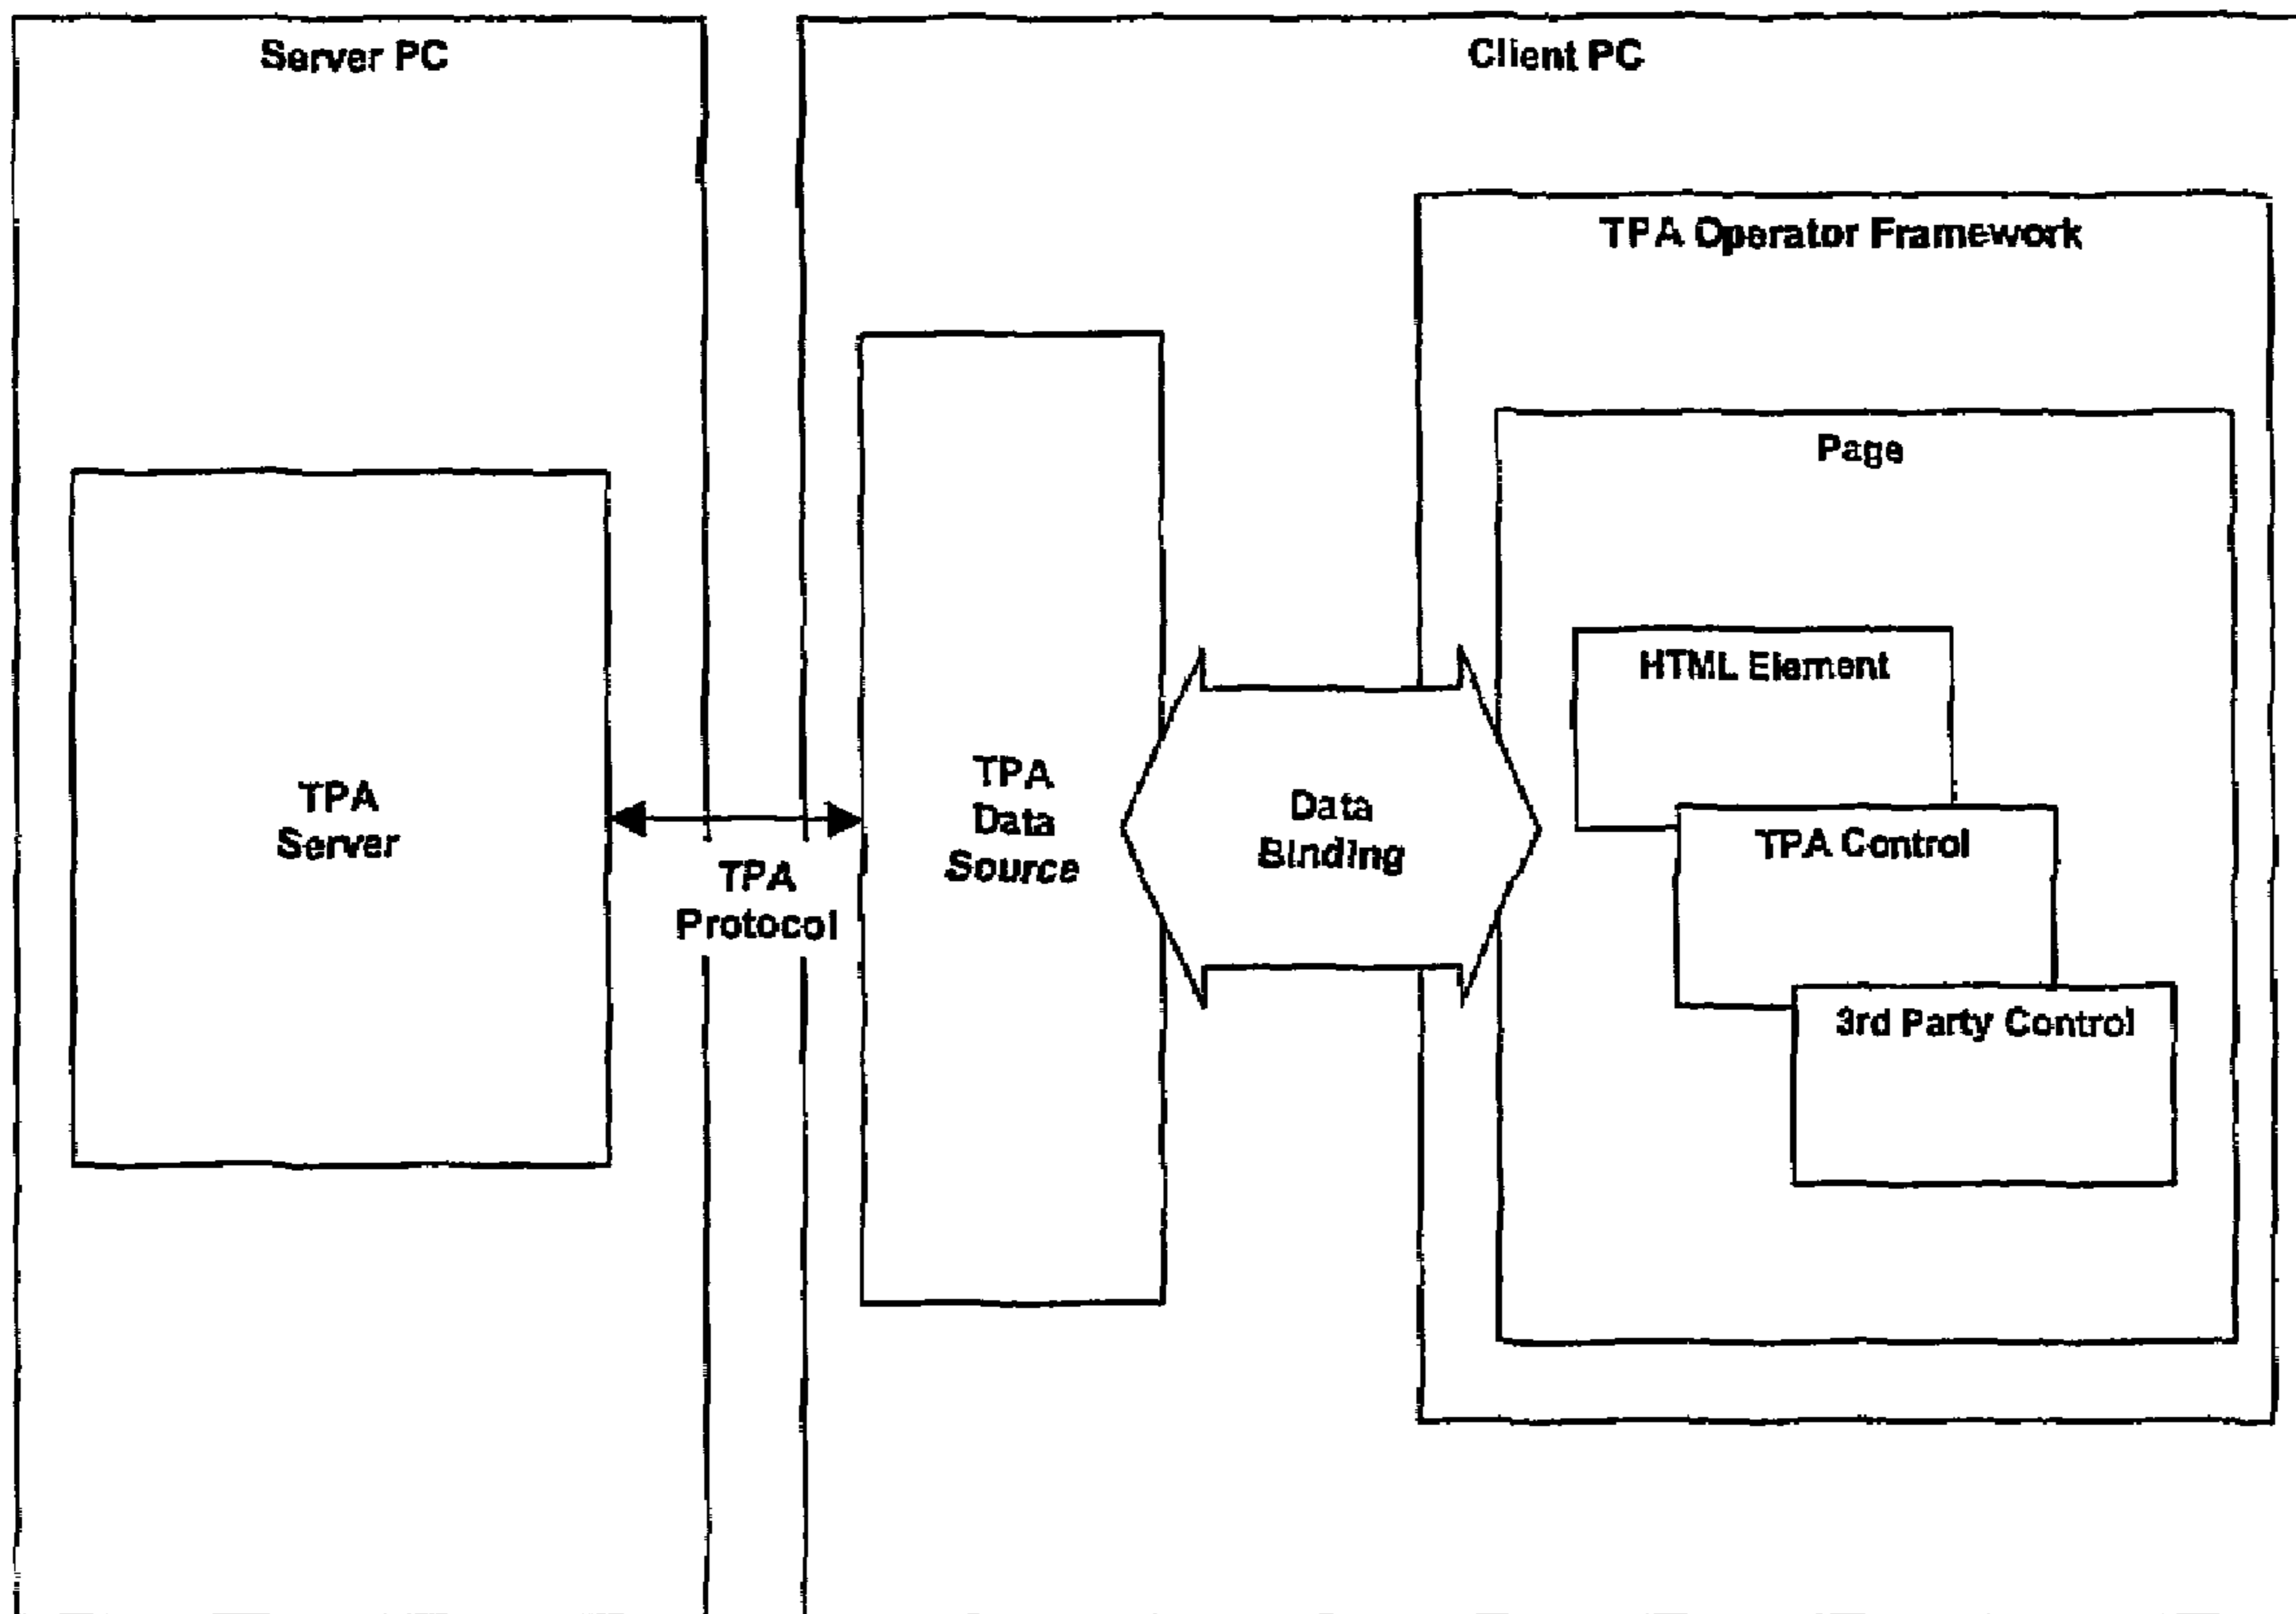 Server PC
Client PC
TPA Operator Framework
Page
HTML Element
TPA Control
3rd Party Control
TPA
Server
TPA
Protocol
TPA
Data
Source
Data
Binding